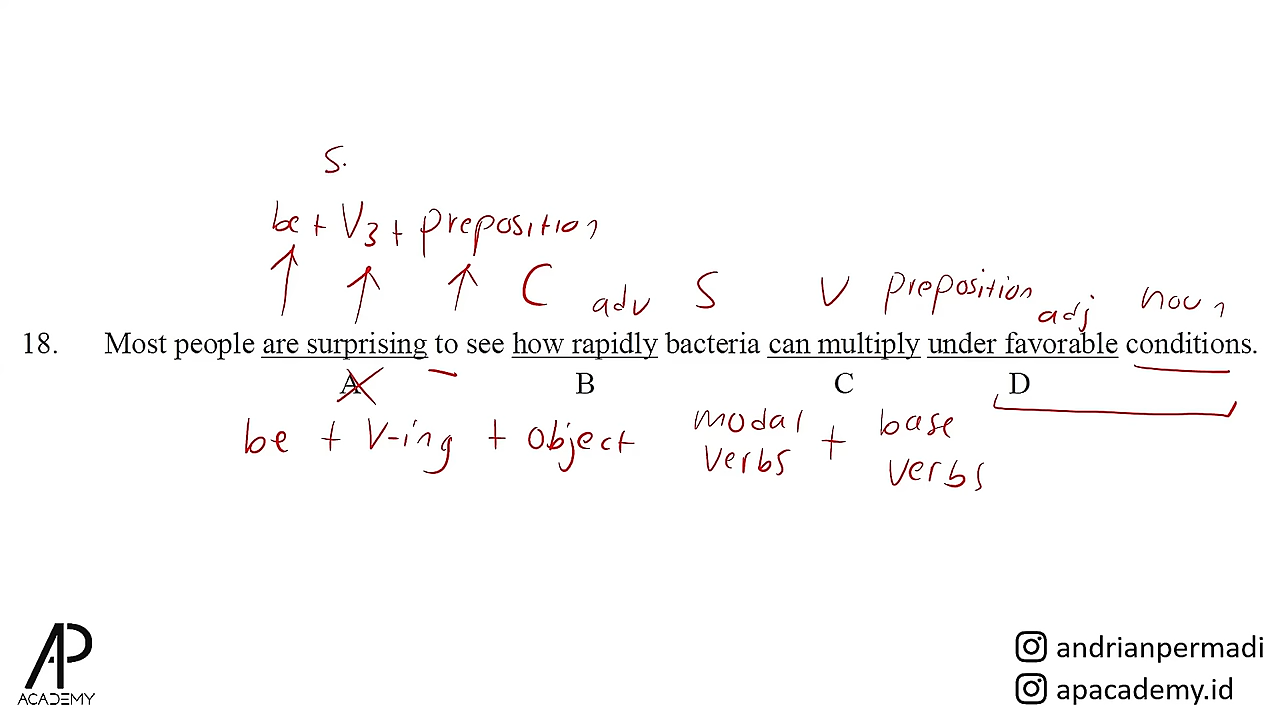 S.
be + V3 + preposition
C adv S V preposition adj noun
18. Most people are surprising to see how rapidly bacteria can multiply under favorable conditions.
A B C D
be + V-ing + object modal verbs + base verbs
AP
ACADEMY
andrianpermadi
apacademy.id